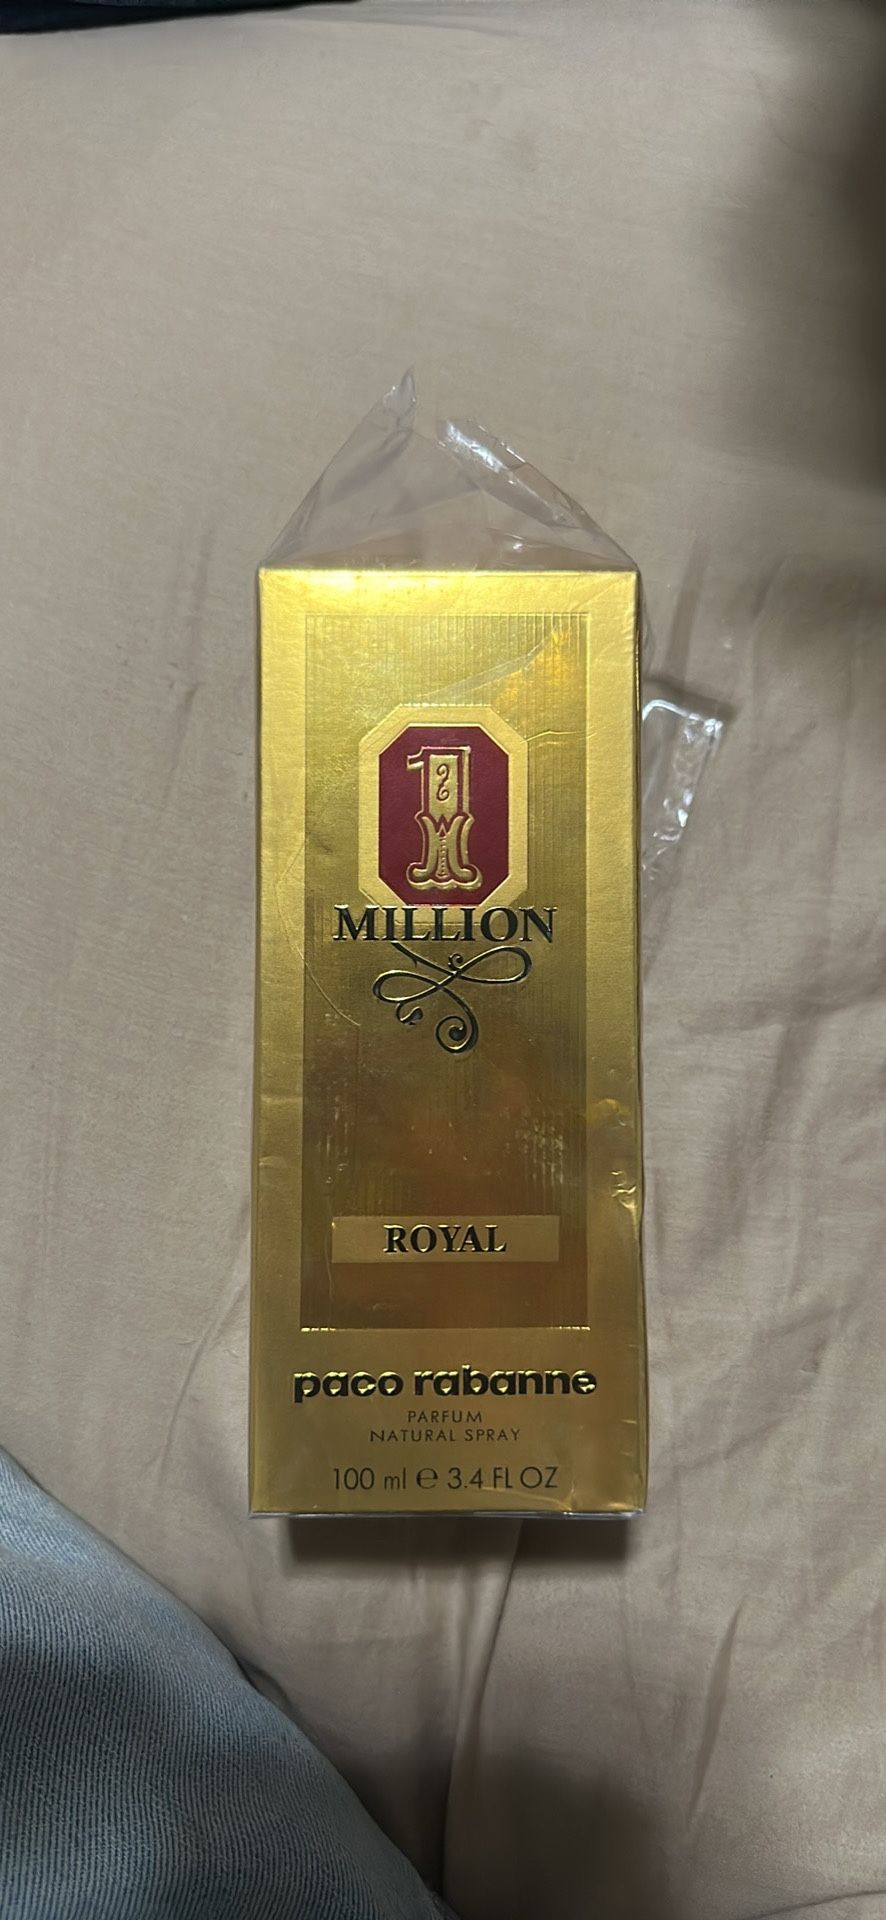 1
MILLION
ROYAL
paco rabanne
PARFUM
NATURAL SPRAY
100 ml ℮ 3.4 FL OZ